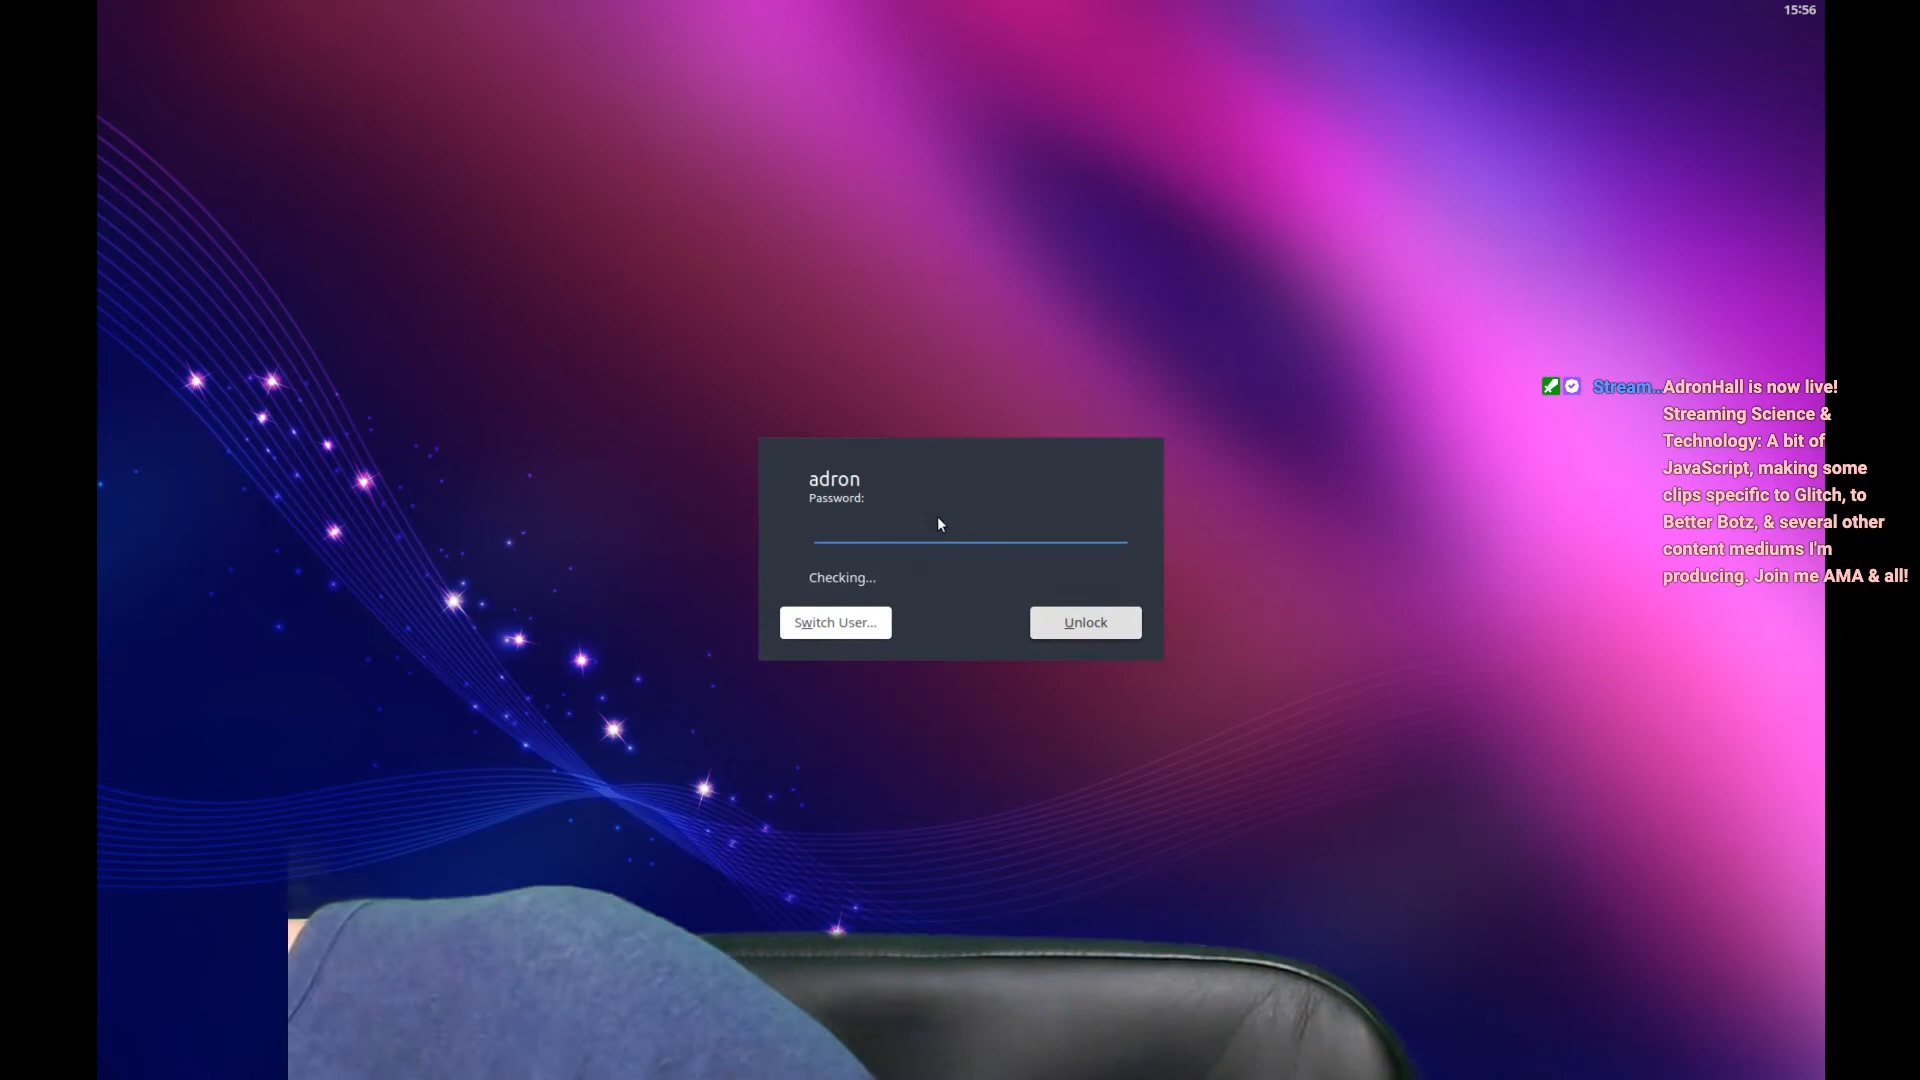 15:56
adron
Password:
Checking...
Switch User...
Unlock
Stream... AdronHall is now live!
Streaming Science &
Technology: A bit of
JavaScript, making some
clips specific to Glitch, to
Better Botz, & several other
content mediums I'm
producing. Join me AMA & all!